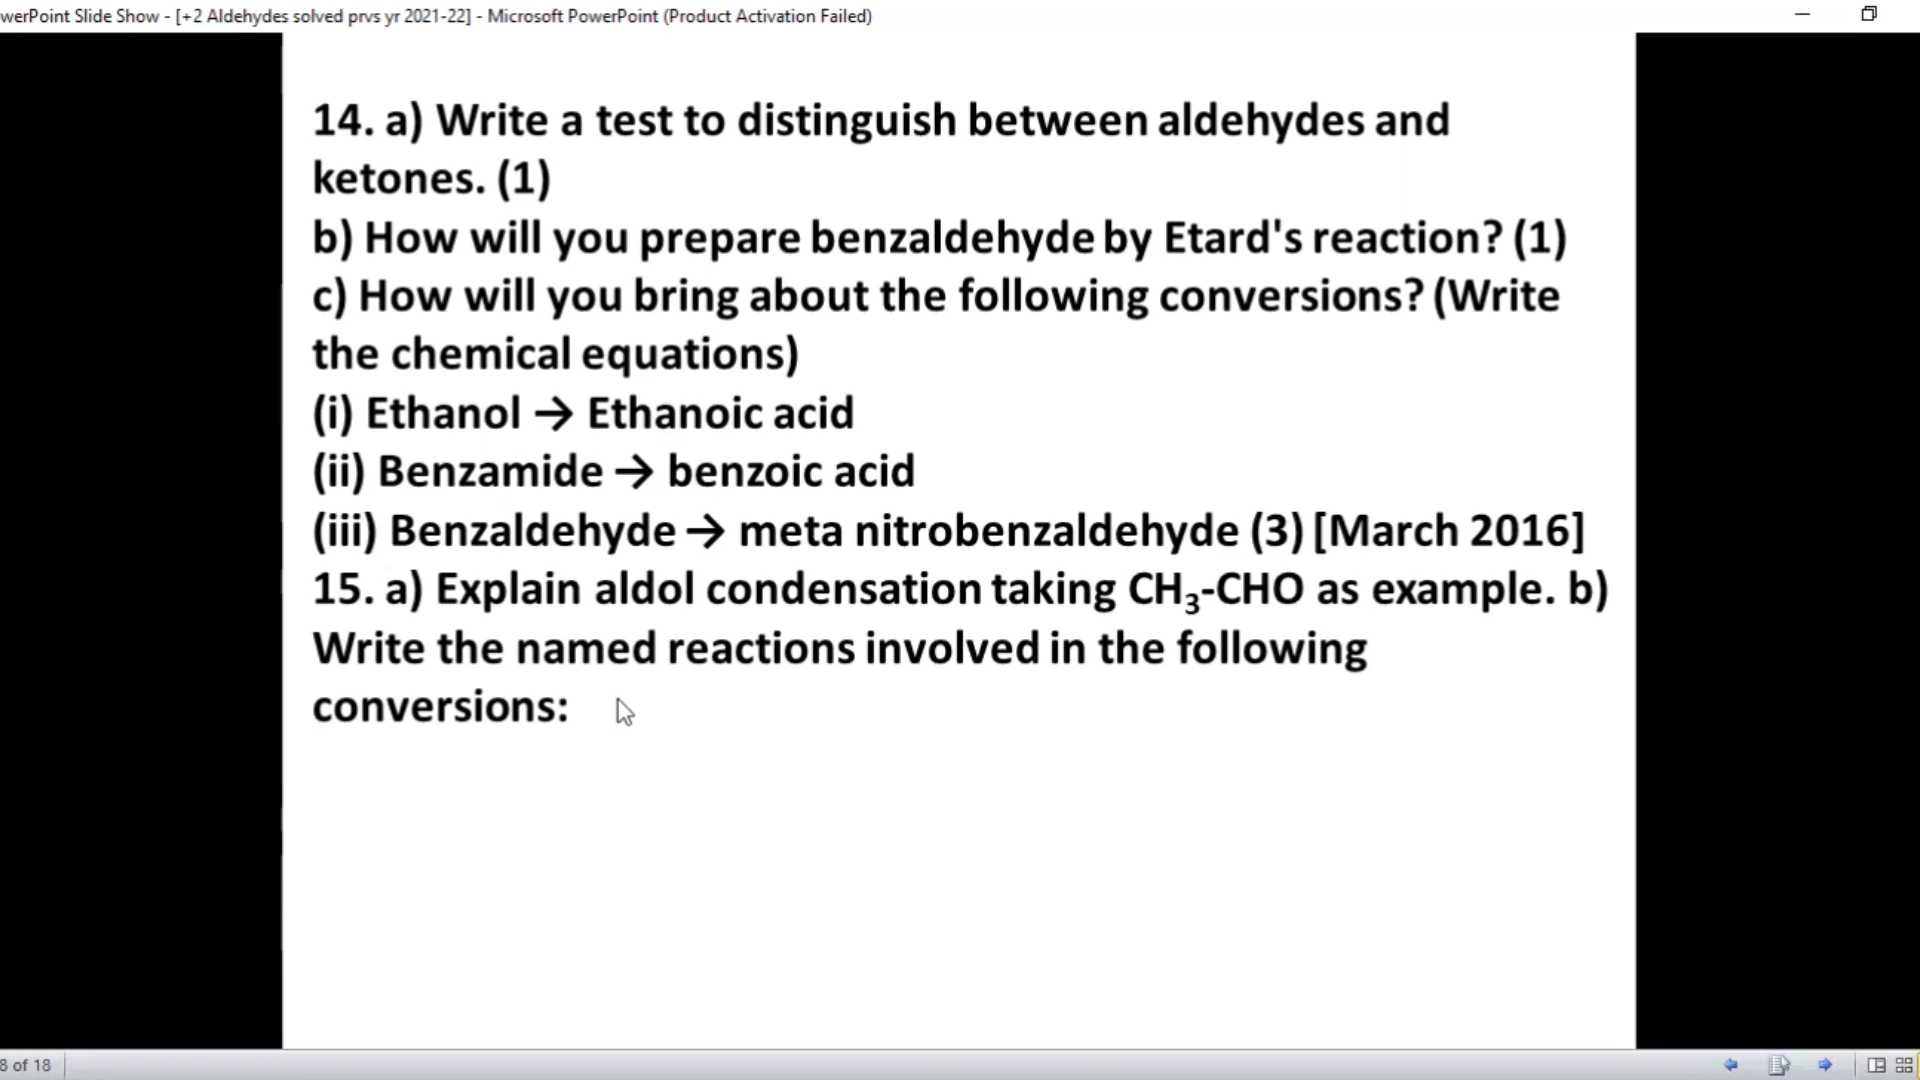 werPoint Slide Show - [+2 Aldehydes solved prvs yr 2021-22] - Microsoft PowerPoint (Product Activation Failed)
14. a) Write a test to distinguish between aldehydes and
ketones. (1)
b) How will you prepare benzaldehyde by Etard's reaction? (1)
c) How will you bring about the following conversions? (Write
the chemical equations)
(i) Ethanol → Ethanoic acid
(ii) Benzamide → benzoic acid
(iii) Benzaldehyde → meta nitrobenzaldehyde (3) [March 2016]
15. a) Explain aldol condensation taking CH₃-CHO as example. b)
Write the named reactions involved in the following
conversions:
8 of 18